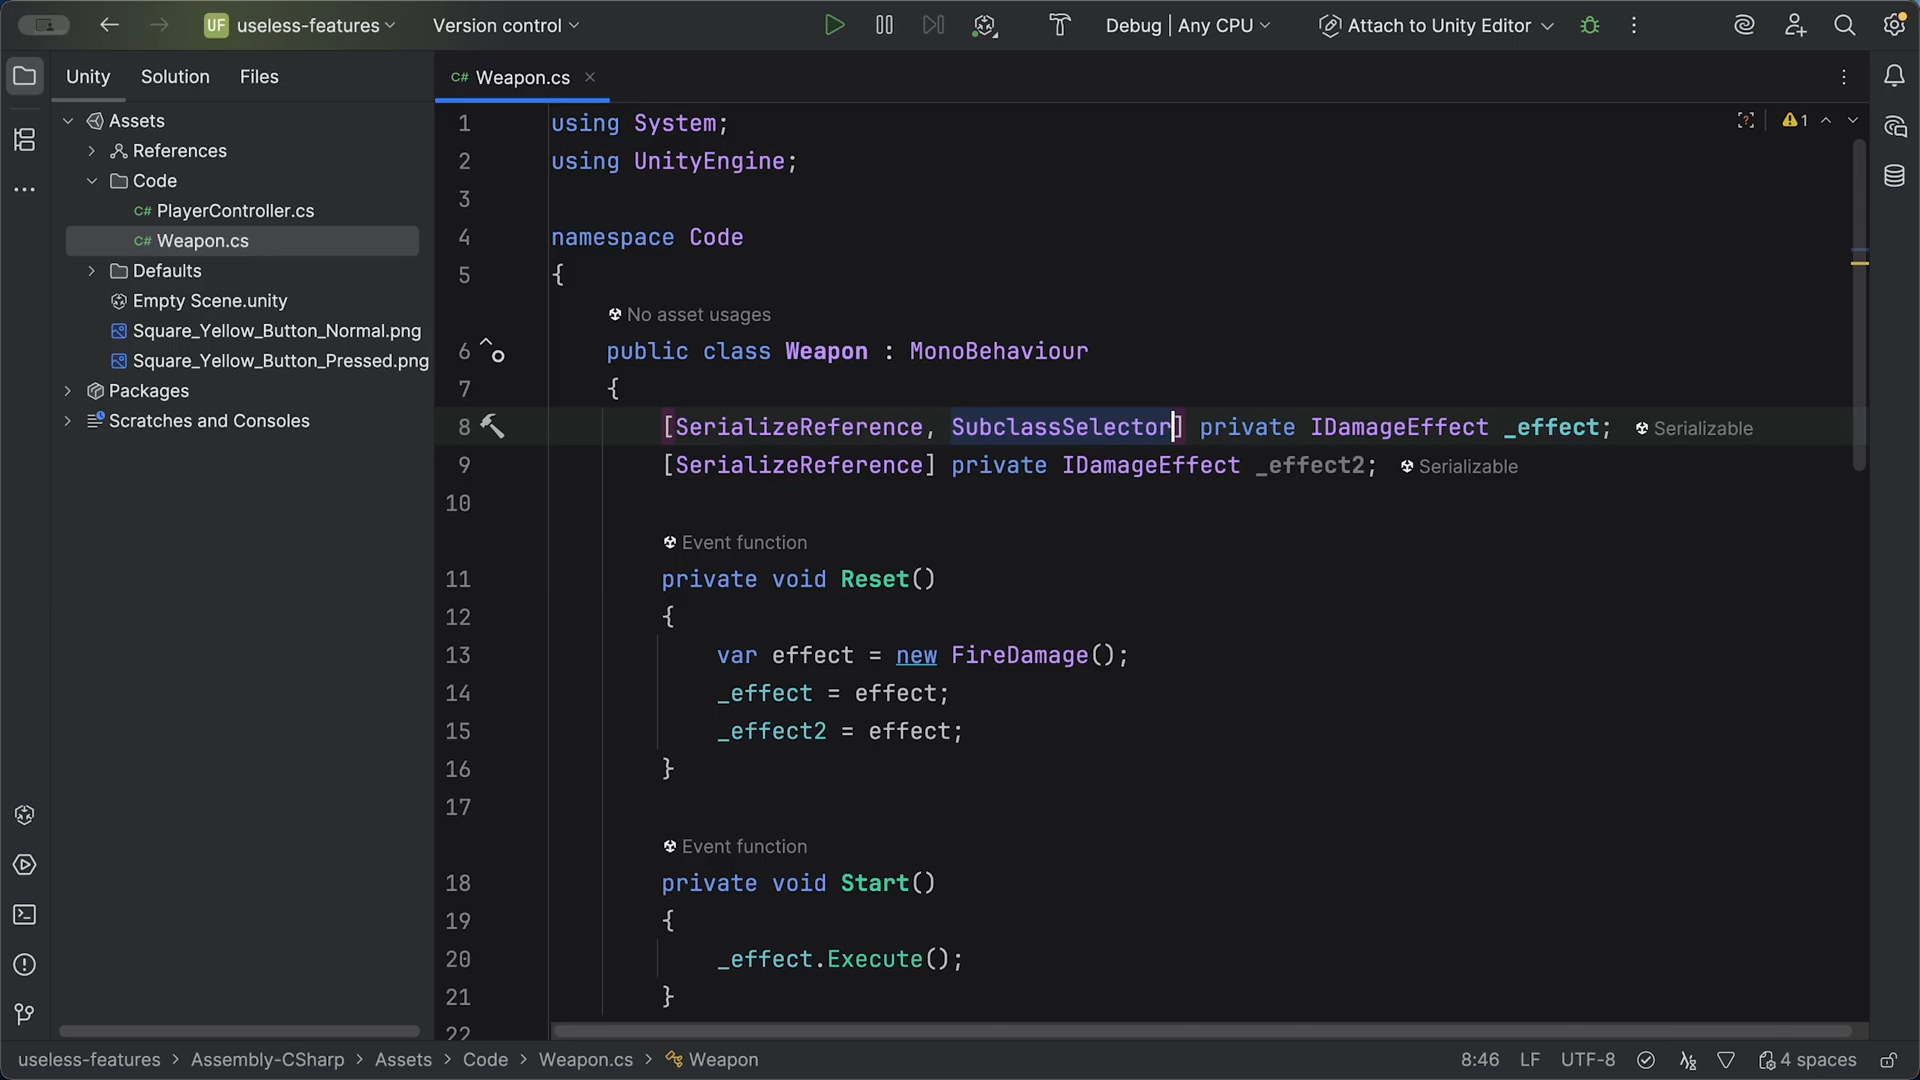 UF useless-features Version control Debug | Any CPU Attach to Unity Editor
Unity Solution Files
C# Weapon.cs
Assets
References
Code
C# PlayerController.cs
C# Weapon.cs
Defaults
Empty Scene.unity
Square_Yellow_Button_Normal.png
Square_Yellow_Button_Pressed.png
Packages
Scratches and Consoles
1 using System;
2 using UnityEngine;
3
4 namespace Code
5 {
No asset usages
6 public class Weapon : MonoBehaviour
7 {
8 [SerializeReference, SubclassSelector] private IDamageEffect _effect; Serializable
9 [SerializeReference] private IDamageEffect _effect2; Serializable
10
Event function
11 private void Reset()
12 {
13 var effect = new FireDamage();
14 _effect = effect;
15 _effect2 = effect;
16 }
17
Event function
18 private void Start()
19 {
20 _effect.Execute();
21 }
22
1
useless-features > Assembly-CSharp > Assets > Code > Weapon.cs > Weapon
8:46 LF UTF-8 4 spaces